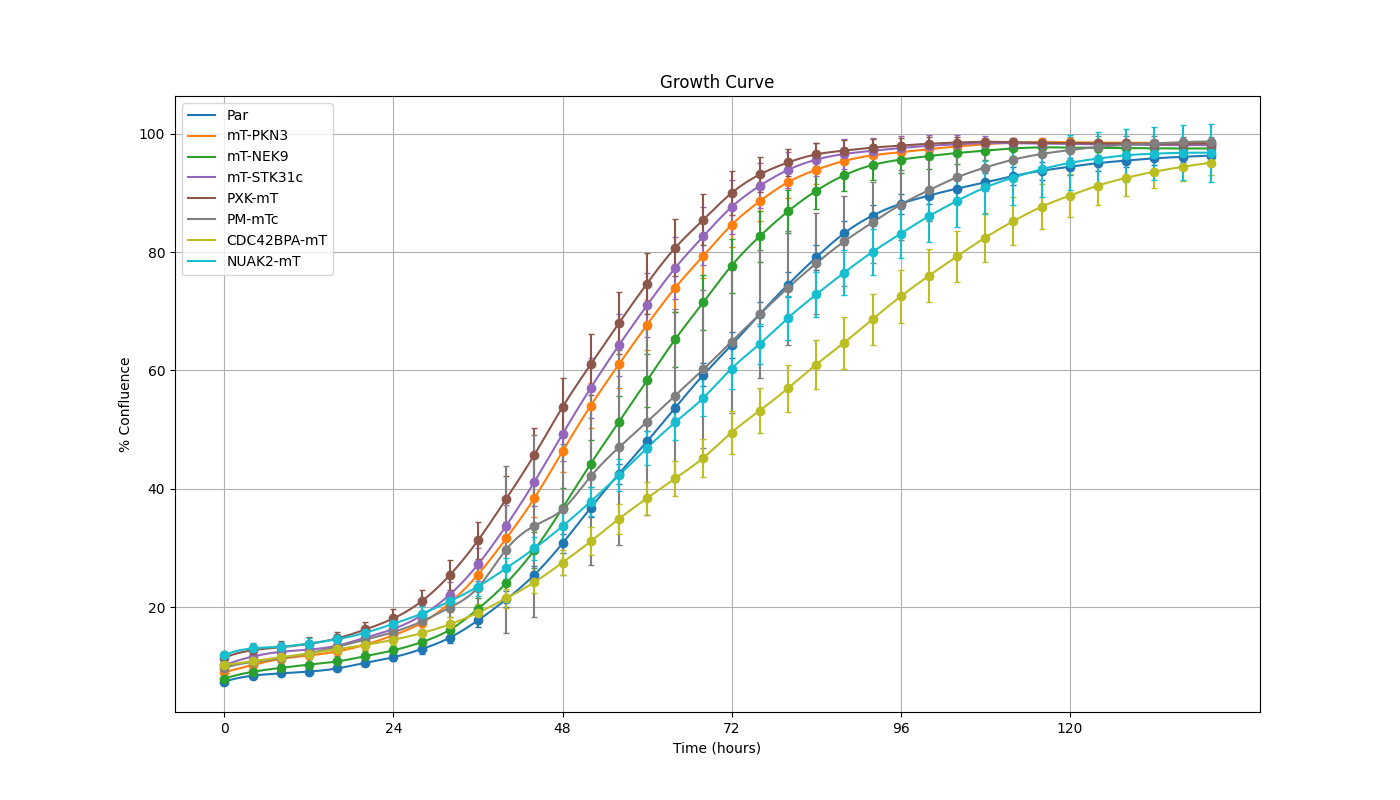 Growth Curve
Par
mT-PKN3
mT-NEK9
mT-STK31c
PXK-mT
PM-mTc
CDC42BPA-mT
NUAK2-mT
100
80
60
40
20
% Confluence
0 24 48 72 96 120
Time (hours)